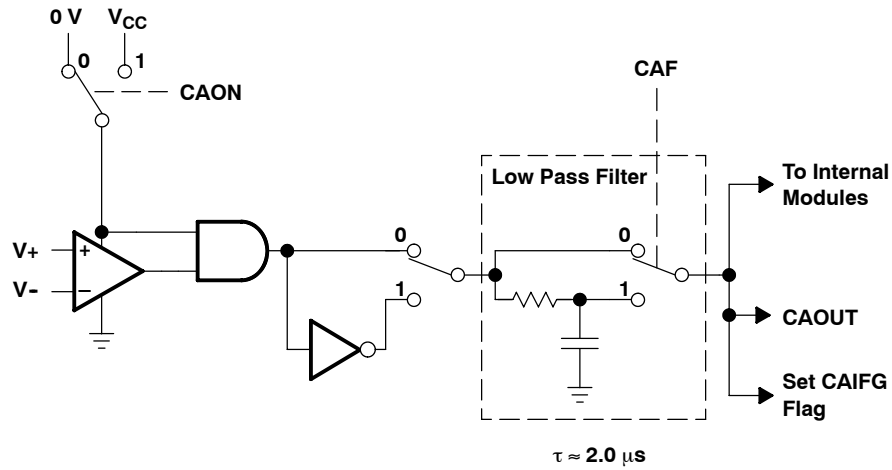 0 V
V_CC
0
1
CAON
CAF
Low Pass Filter
0
0
To Internal
Modules
V+
+
V-
−
1
1
CAOUT
Set CAIFG
Flag
τ ≈ 2.0 μs